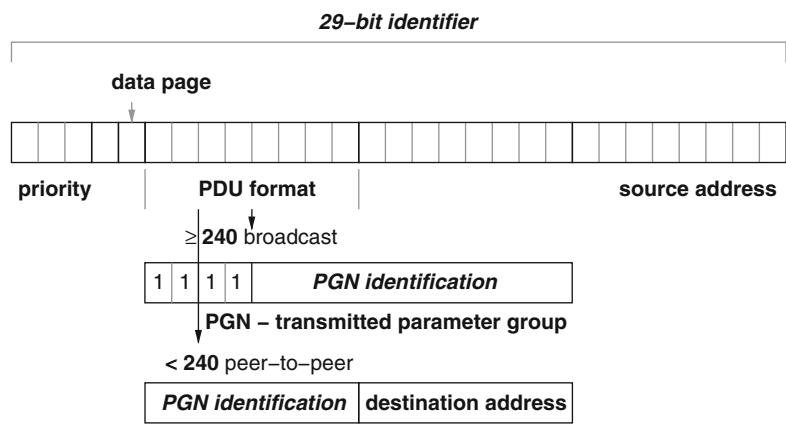 29–bit identifier
data page
priority PDU format source address
≥ 240 broadcast
1 1 1 1 PGN identification
PGN – transmitted parameter group
< 240 peer–to–peer
PGN identification destination address